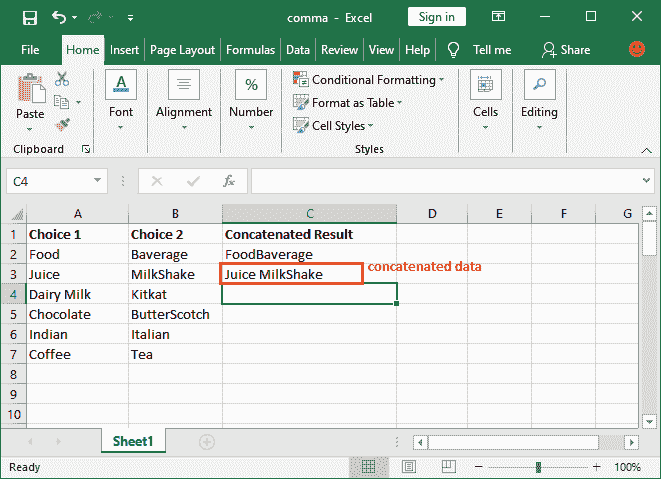 comma - Excel
Sign in
File Home Insert Page Layout Formulas Data Review View Help Tell me Share
Paste
Clipboard
A
Font
Alignment
%
Number
Conditional Formatting
Format as Table
Cell Styles
Styles
Cells
Editing
C4
fx
A B C D E F G
1 Choice 1 Choice 2 Concatenated Result
2 Food Baverage FoodBaverage
3 Juice MilkShake Juice MilkShake concatenated data
4 Dairy Milk Kitkat
5 Chocolate ButterScotch
6 Indian Italian
7 Coffee Tea
8
9
10
Sheet1
Ready
100%